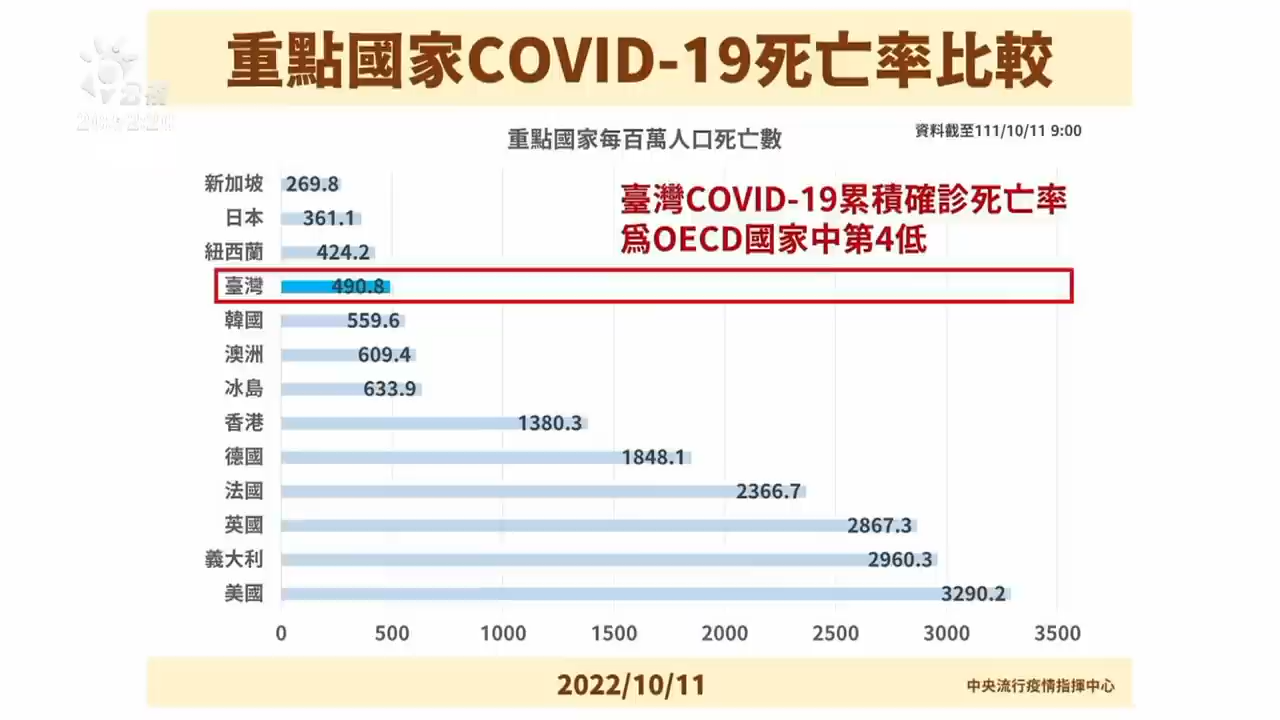 重點國家COVID-19死亡率比較
公視
重點國家每百萬人口死亡數
資料截至111/10/11 9:00
臺灣COVID-19累積確診死亡率
為OECD國家中第4低
新加坡 269.8
日本 361.1
紐西蘭 424.2
臺灣 490.8
韓國 559.6
澳洲 609.4
冰島 633.9
香港 1380.3
德國 1848.1
法國 2366.7
英國 2867.3
義大利 2960.3
美國 3290.2
0 500 1000 1500 2000 2500 3000 3500
2022/10/11
中央流行疫情指揮中心